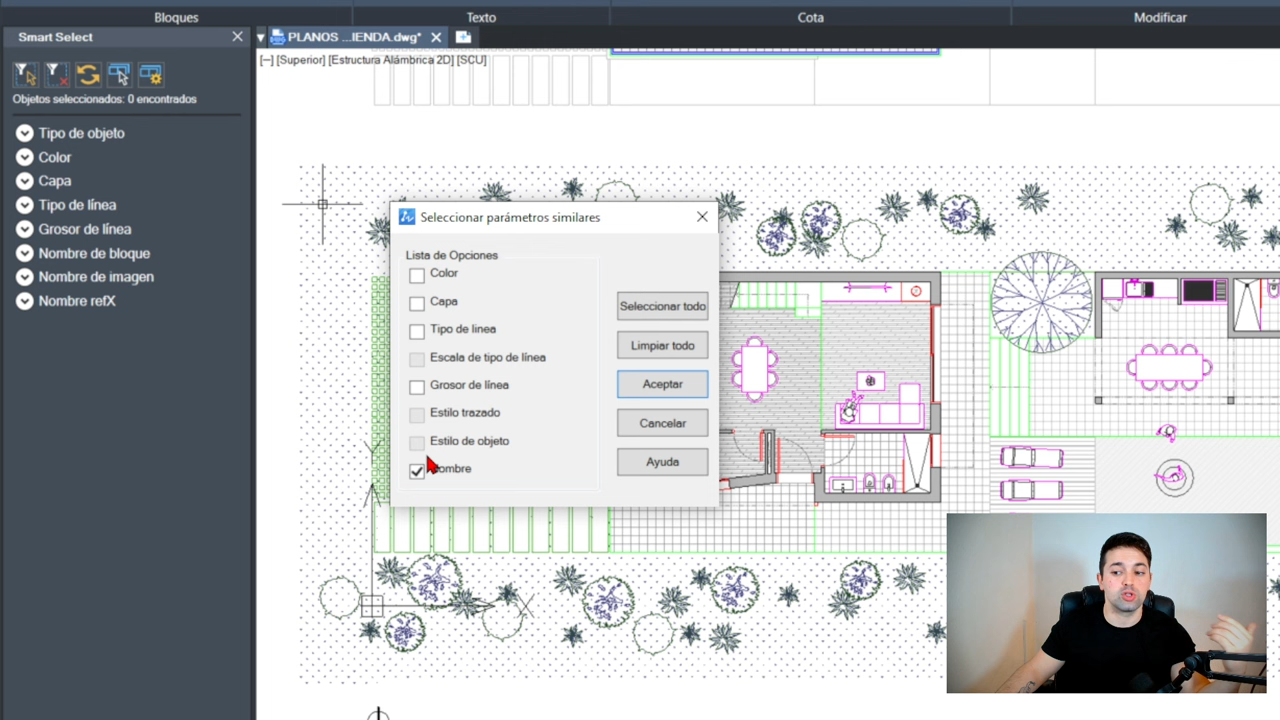 Bloques
Texto
Cota
Modificar
Smart Select
PLANOS ...IENDA.dwg*
[−] [Superior] [Estructura Alámbrica 2D] [SCU]
Objetos seleccionados: 0 encontrados
Tipo de objeto
Color
Capa
Tipo de línea
Grosor de línea
Nombre de bloque
Nombre de imagen
Nombre refX
Seleccionar parámetros similares
Lista de Opciones
Color
Capa
Tipo de linea
Escala de tipo de línea
Grosor de línea
Estilo trazado
Estilo de objeto
ombre
Seleccionar todo
Limpiar todo
Aceptar
Cancelar
Ayuda
X